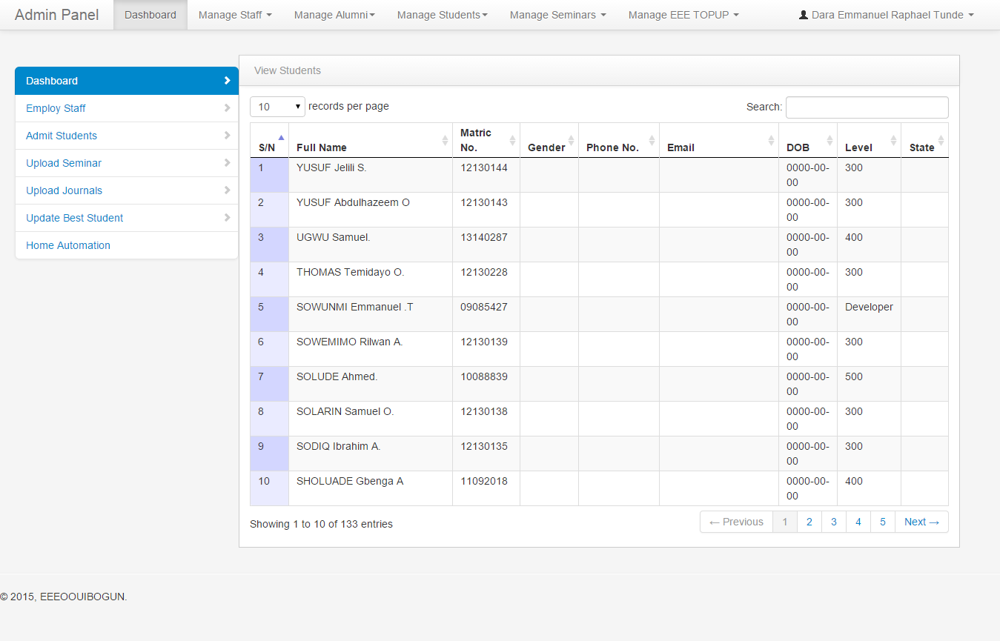 Admin Panel Dashboard Manage Staff Manage Alumni Manage Students Manage Seminars Manage EEE TOPUP Dara Emmanuel Raphael Tunde
Dashboard
Employ Staff
Admit Students
Upload Seminar
Upload Journals
Update Best Student
Home Automation
View Students
10 records per page Search:
S/N Full Name Matric No. Gender Phone No. Email DOB Level State
1 YUSUF Jelili S. 12130144 0000-00-00 300
2 YUSUF Abdulhazeem O 12130143 0000-00-00 300
3 UGWU Samuel. 13140287 0000-00-00 400
4 THOMAS Temidayo O. 12130228 0000-00-00 300
5 SOWUNMI Emmanuel .T 09085427 0000-00-00 Developer
6 SOWEMIMO Rilwan A. 12130139 0000-00-00 300
7 SOLUDE Ahmed. 10088839 0000-00-00 500
8 SOLARIN Samuel O. 12130138 0000-00-00 300
9 SODIQ Ibrahim A. 12130135 0000-00-00 300
10 SHOLUADE Gbenga A 11092018 0000-00-00 400
Showing 1 to 10 of 133 entries ← Previous 1 2 3 4 5 Next →
© 2015, EEEOOUIBOGUN.